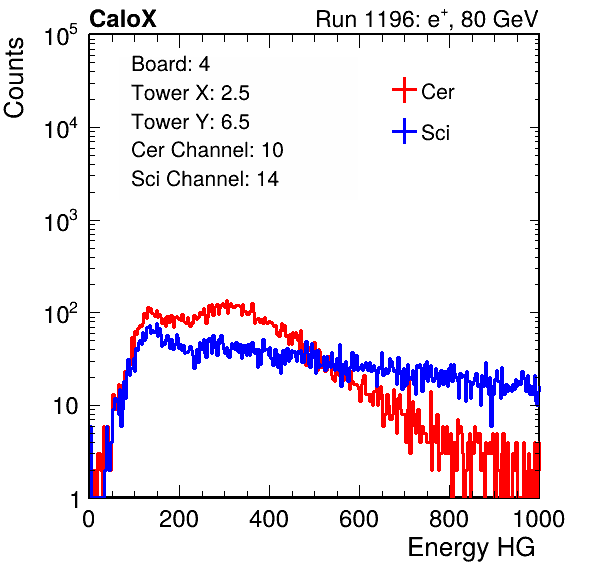 CaloX Run 1196: e⁺, 80 GeV
Counts
Board: 4
Tower X: 2.5
Tower Y: 6.5
Cer Channel: 10
Sci Channel: 14
Cer
Sci
10⁵
10⁴
10³
10²
10
1
0 200 400 600 800 1000
Energy HG